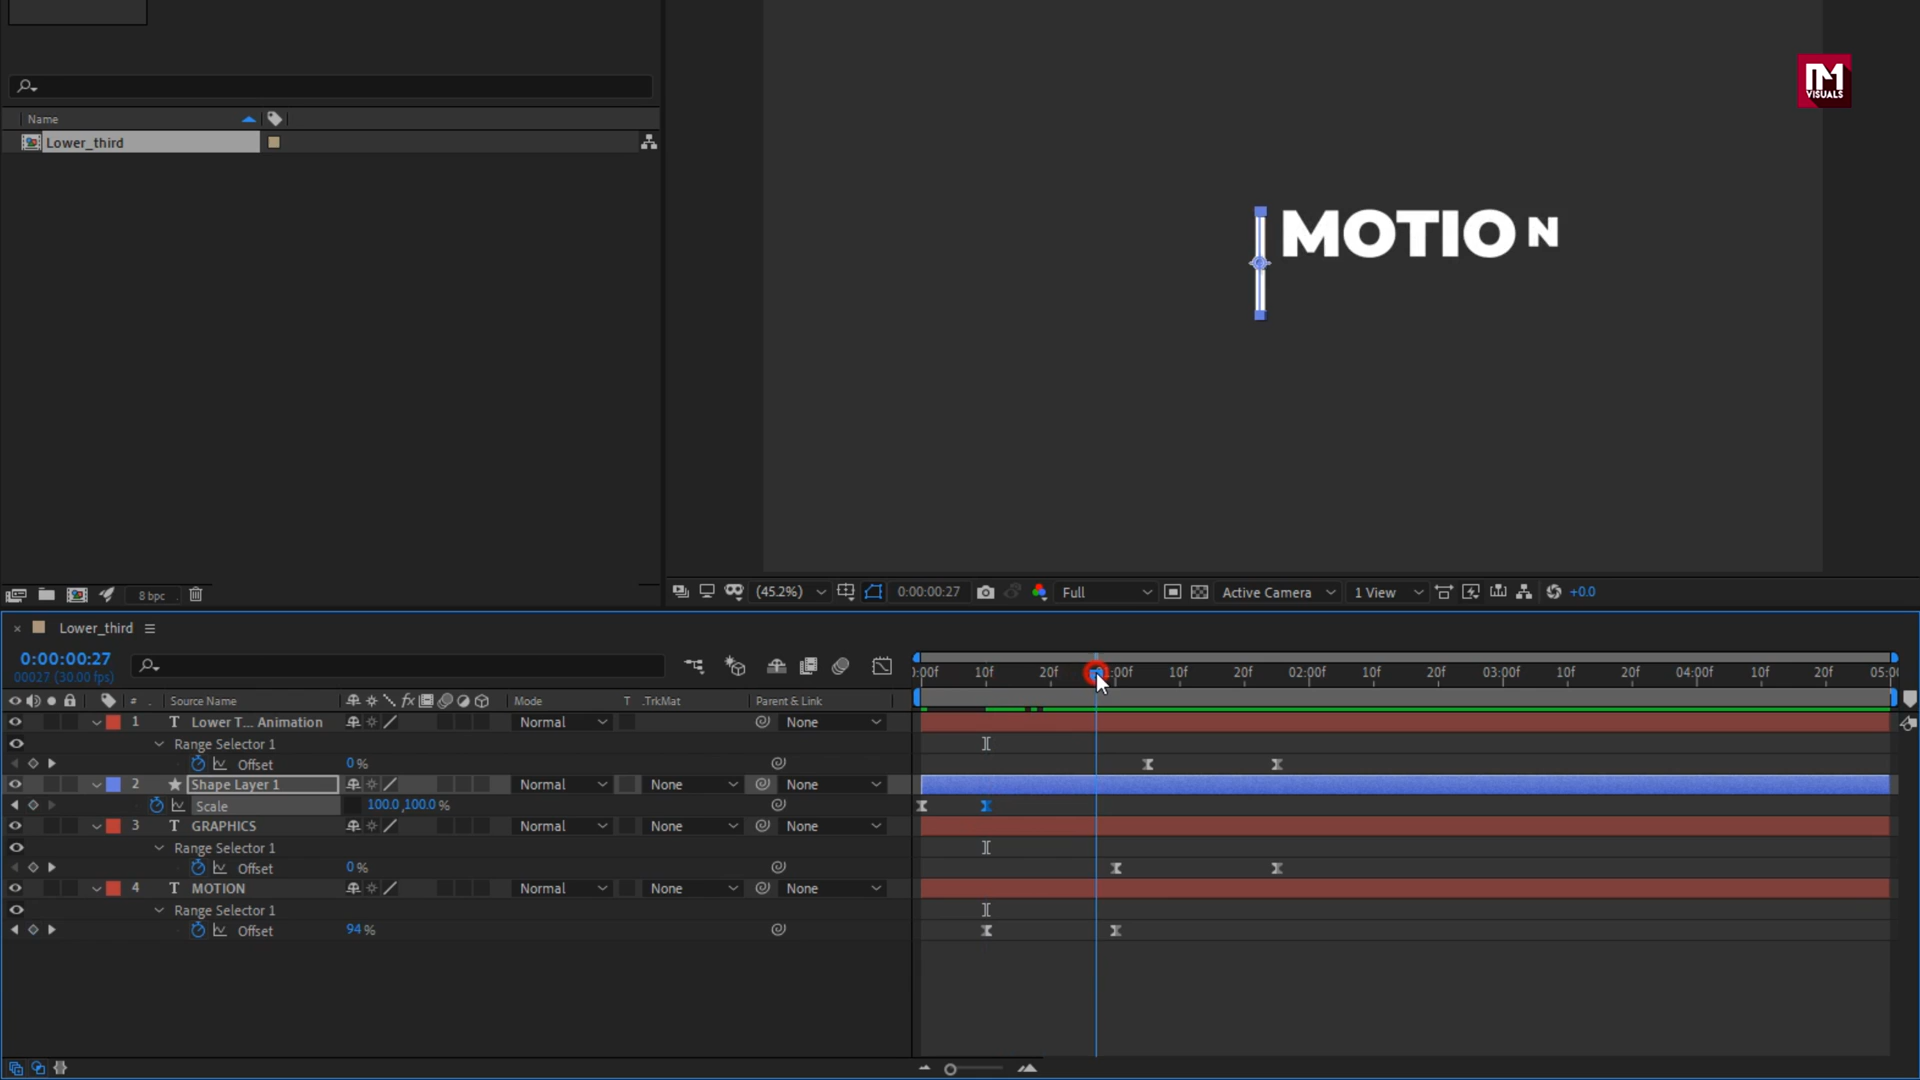 VISUALS
Name
Lower_third
MOTION
8 bpc
(45.2%) 0:00:00:27 Full Active Camera 1 View +0.0
Lower_third
0:00:00:27
00027 (30.00 fps)
:00f 10f 20f 01:00f 10f 20f 02:00f 10f 20f 03:00f 10f 20f 04:00f 10f 20f 05:00
# . Source Name fx Mode T .TrkMat Parent & Link
1 T Lower T... Animation Normal None
Range Selector 1
Offset 0 %
2 Shape Layer 1 Normal None None
Scale 100.0,100.0 %
3 T GRAPHICS Normal None None
Range Selector 1
Offset 0 %
4 T MOTION Normal None None
Range Selector 1
Offset 94 %